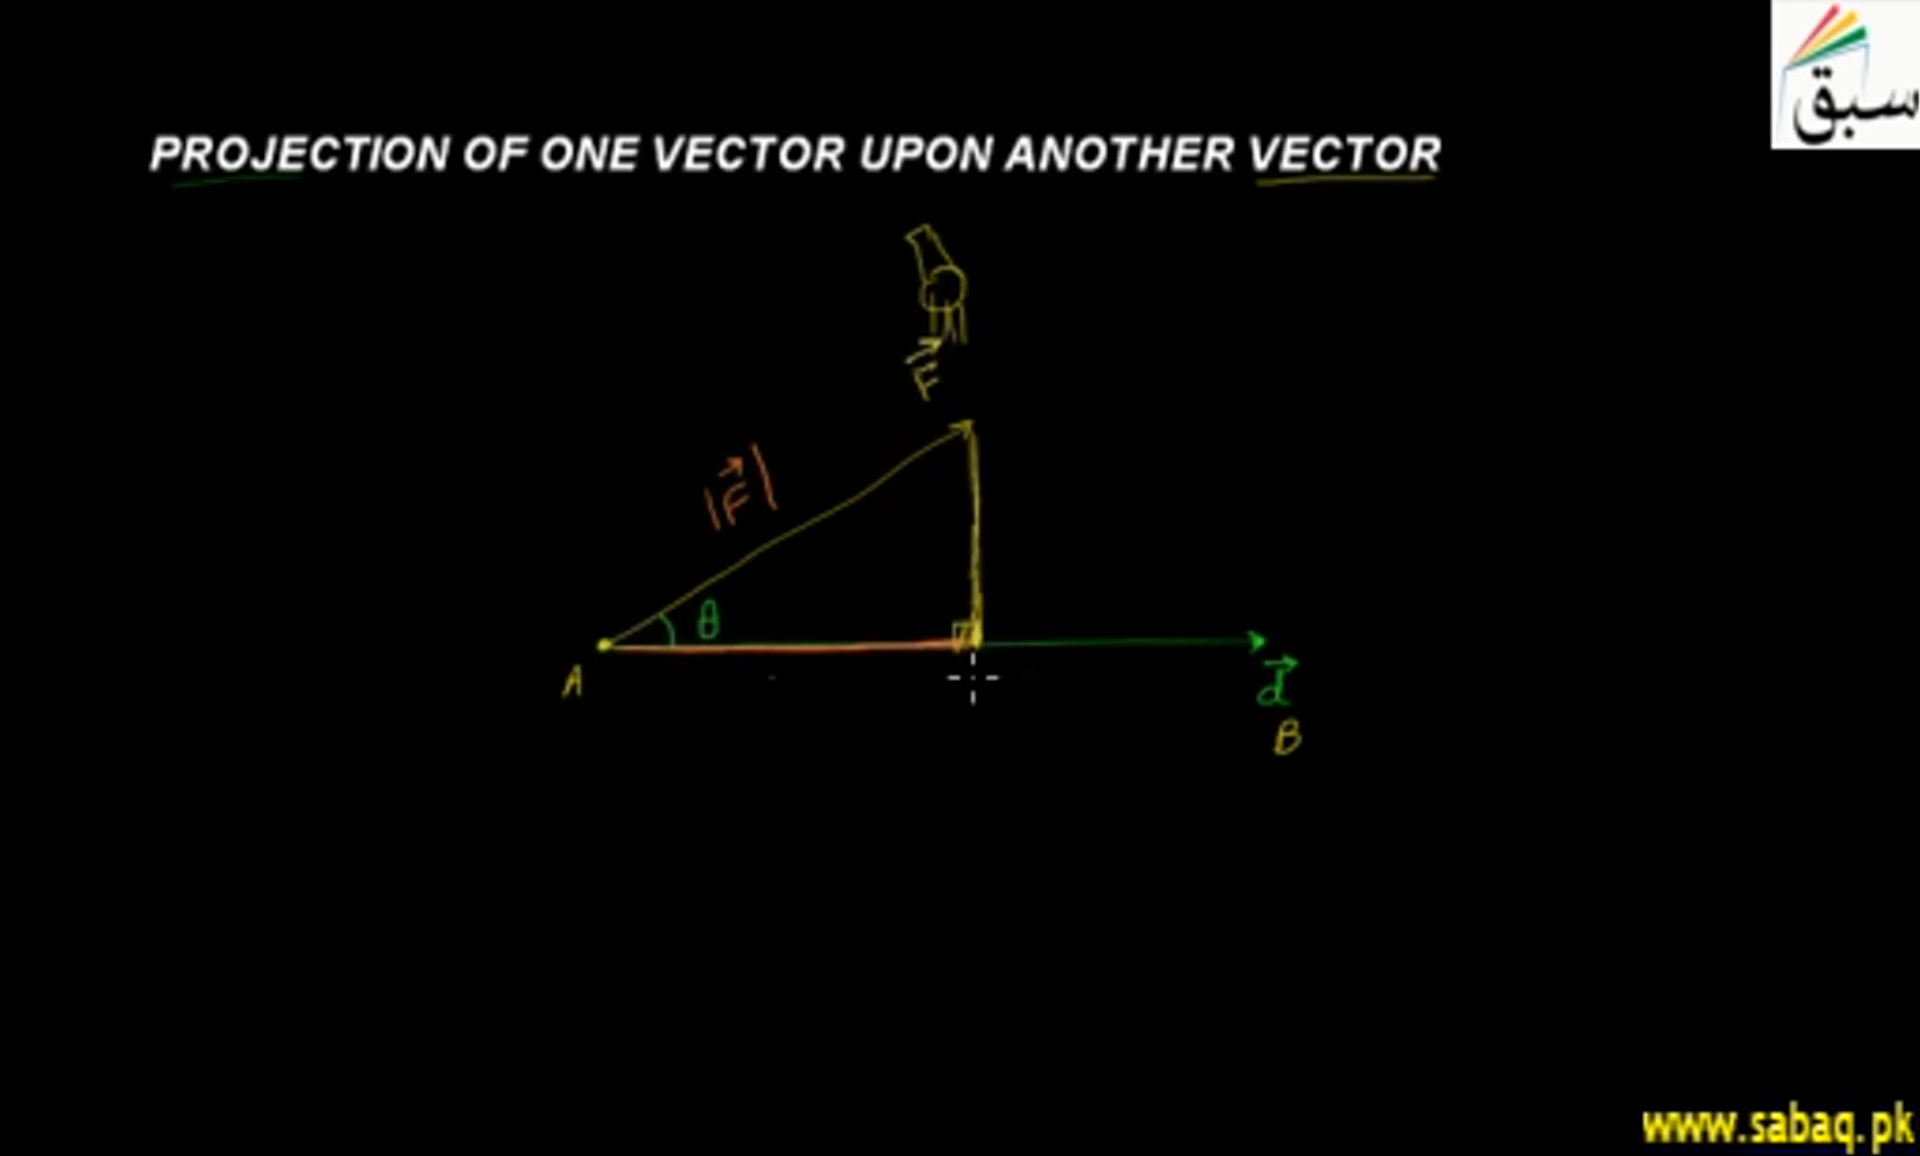 سبق
PROJECTION OF ONE VECTOR UPON ANOTHER VECTOR
F⃗
|F⃗|
θ
A
d⃗
B
www.sabaq.pk